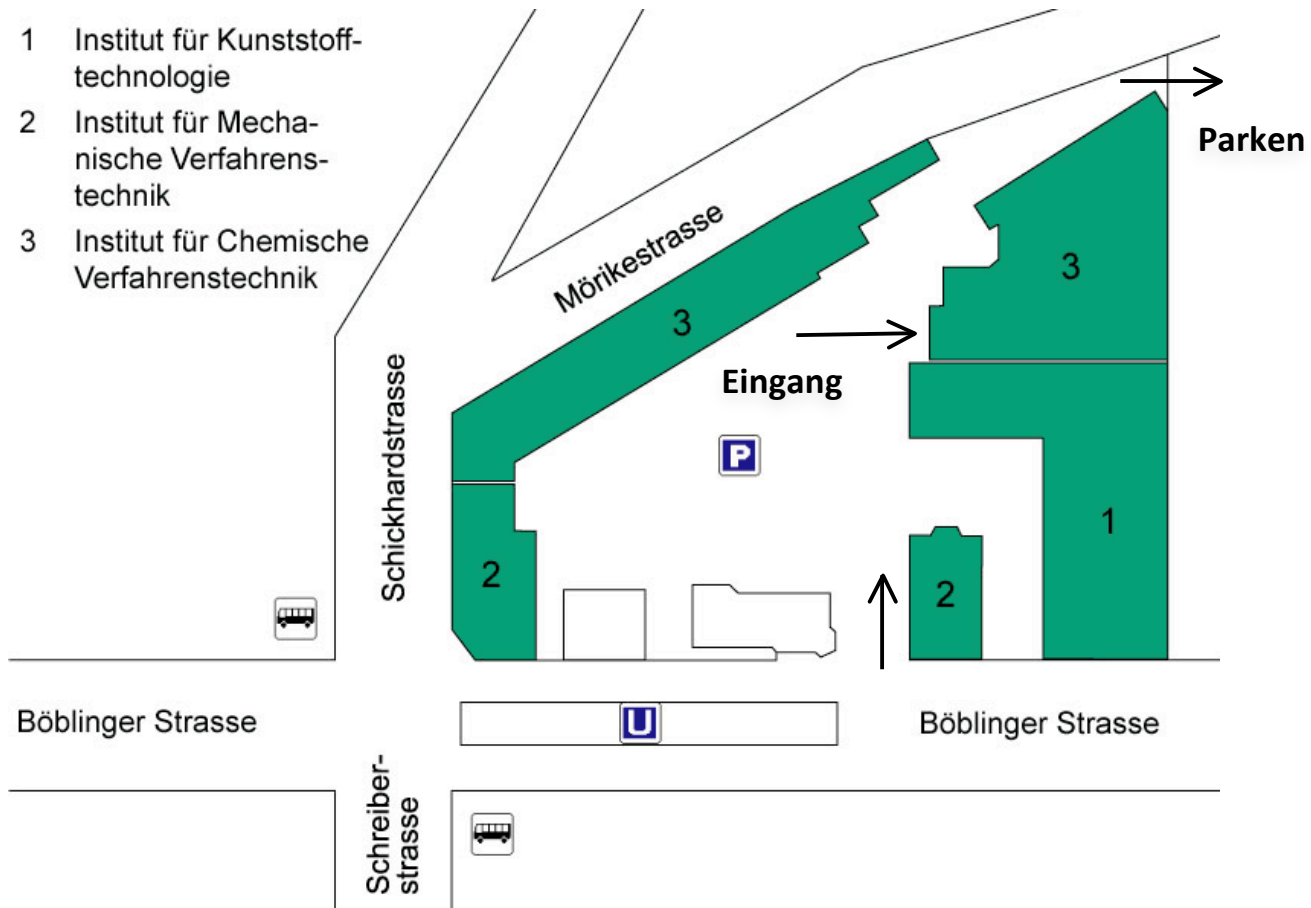 1 Institut für Kunststoff-
technologie
2 Institut für Mecha-
nische Verfahrens-
technik
3 Institut für Chemische
Verfahrenstechnik
Parken
Mörikestrasse
3
3
Eingang
Schickhardstrasse
P
1
2
2
Böblinger Strasse
U
Böblinger Strasse
Schreiber-
strasse